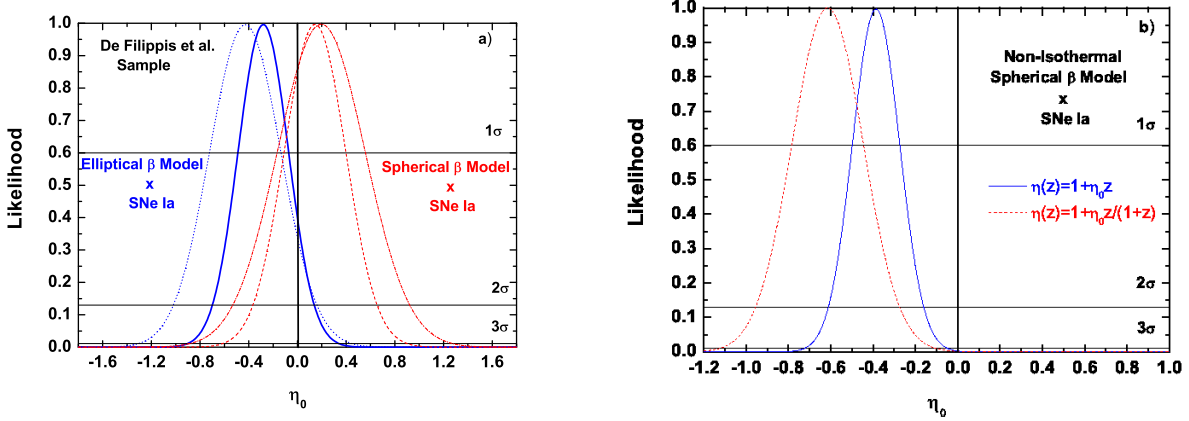 1.0
0.9
0.8
0.7
0.6
0.5
0.4
0.3
0.2
0.1
0.0
Likelihood
De Filippis et al.
Sample
a)
1σ
Elliptical β Model
x
SNe Ia
Spherical β Model
x
SNe Ia
2σ
3σ
-1.6 -1.2 -0.8 -0.4 0.0 0.4 0.8 1.2 1.6
η₀
1.0
0.9
0.8
0.7
0.6
0.5
0.4
0.3
0.2
0.1
0.0
Likelihood
b)
Non-Isothermal
Spherical β Model
x
SNe Ia
1σ
η(z)=1+η₀z
η(z)=1+η₀z/(1+z)
2σ
3σ
-1.2 -1.0 -0.8 -0.6 -0.4 -0.2 0.0 0.2 0.4 0.6 0.8 1.0
η₀